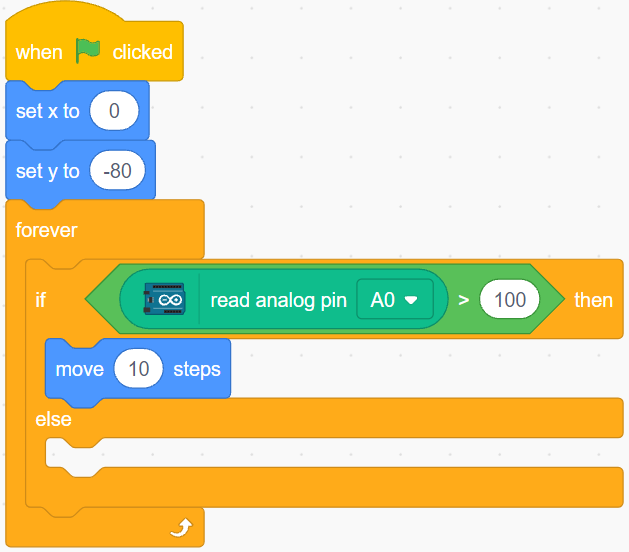 when clicked
set x to 0
set y to -80
forever
if read analog pin A0 > 100 then
move 10 steps
else